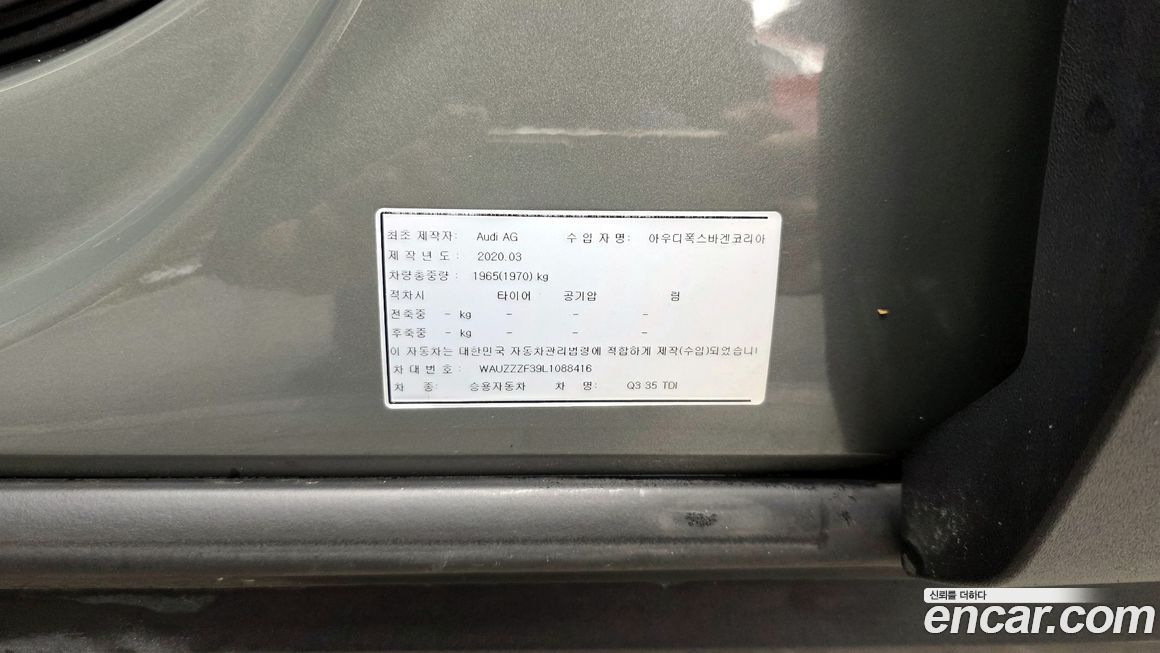 최초 제작자: Audi AG 수 입 자 명: 아우디폭스바겐코리아
제 작 년 도 : 2020.03
차량총중량 : 1965(1970) kg
적차시 타이어 공기압 림
전축중 - kg - - -
후축중 - kg - - -
이 자동차는 대한민국 자동차관리법령에 적합하게 제작(수입)되었습니
차 대 번 호 : WAUZZZF39L1088416
차 종: 승용자동차 차 명: Q3 35 TDI
신뢰를 더하다
encar.com